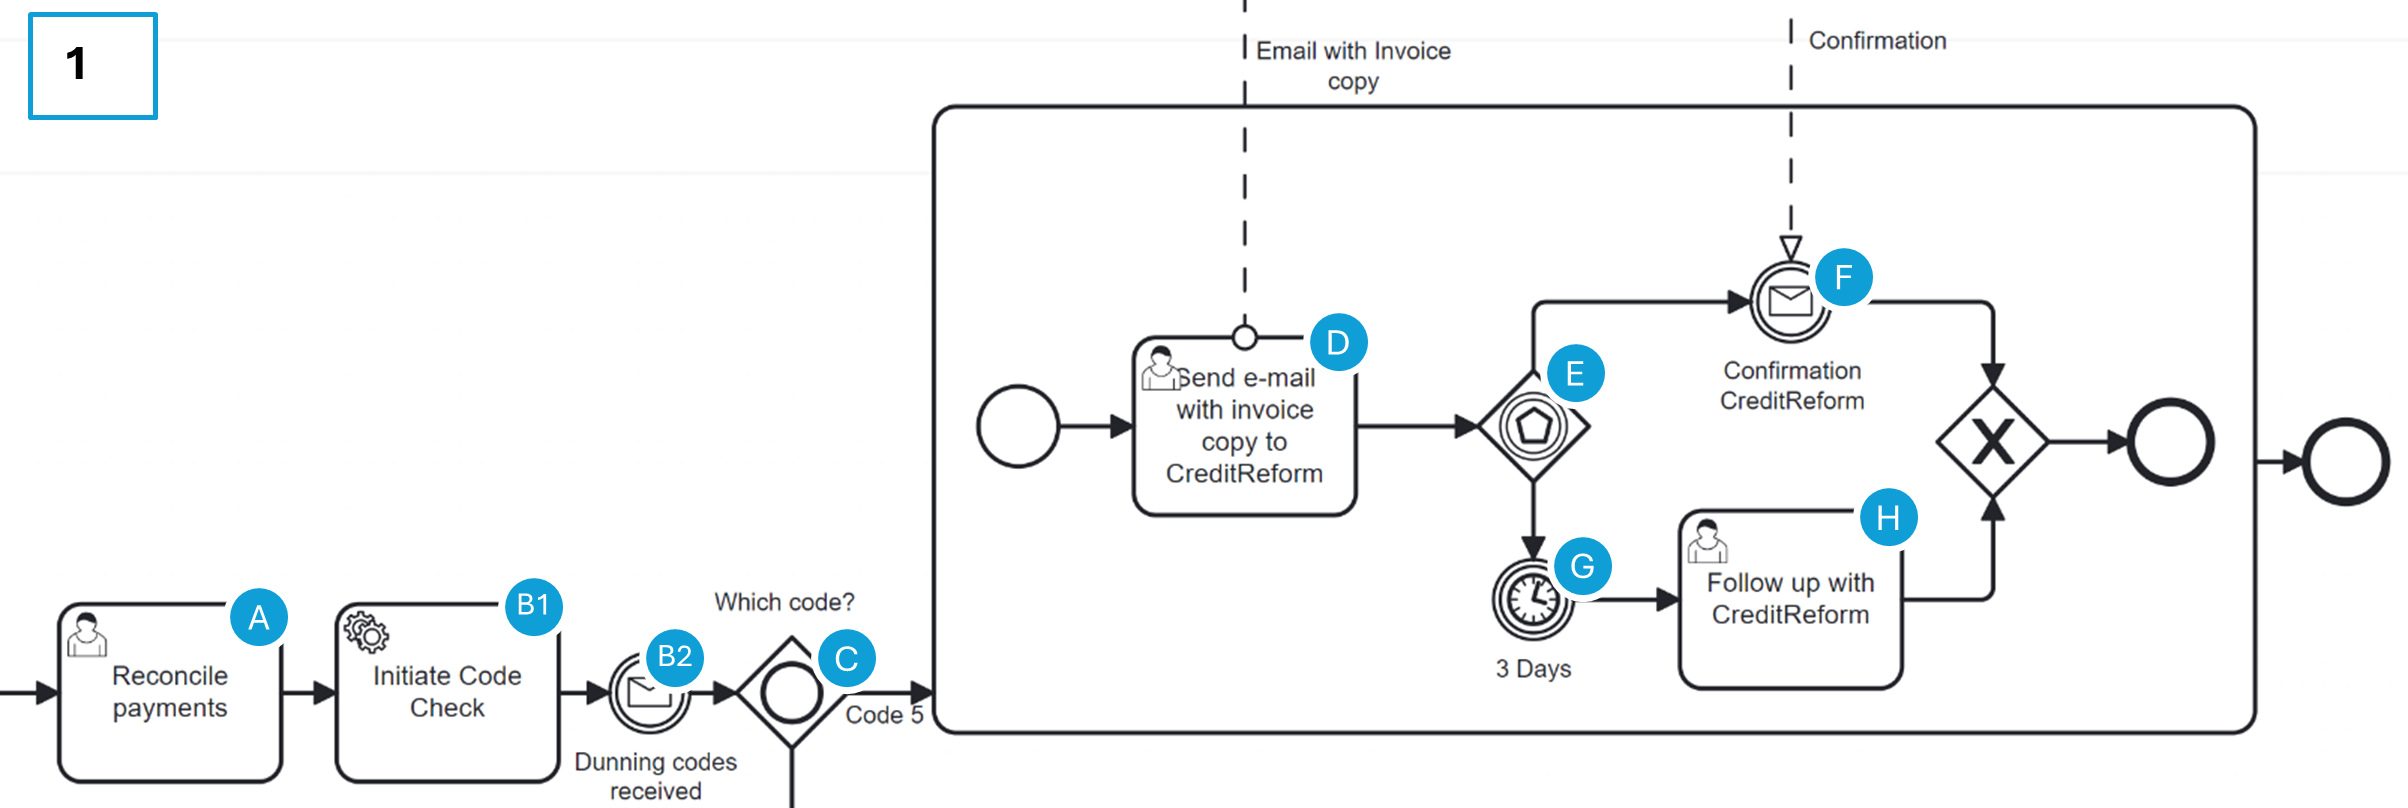 1
Email with Invoice
copy
Confirmation
F
Confirmation
CreditReform
D
Send e-mail
with invoice
copy to
CreditReform
E
X
G
3 Days
H
Follow up with
CreditReform
A
Reconcile
payments
B1
Initiate Code
Check
B2
Dunning codes
received
Which code?
C
Code 5